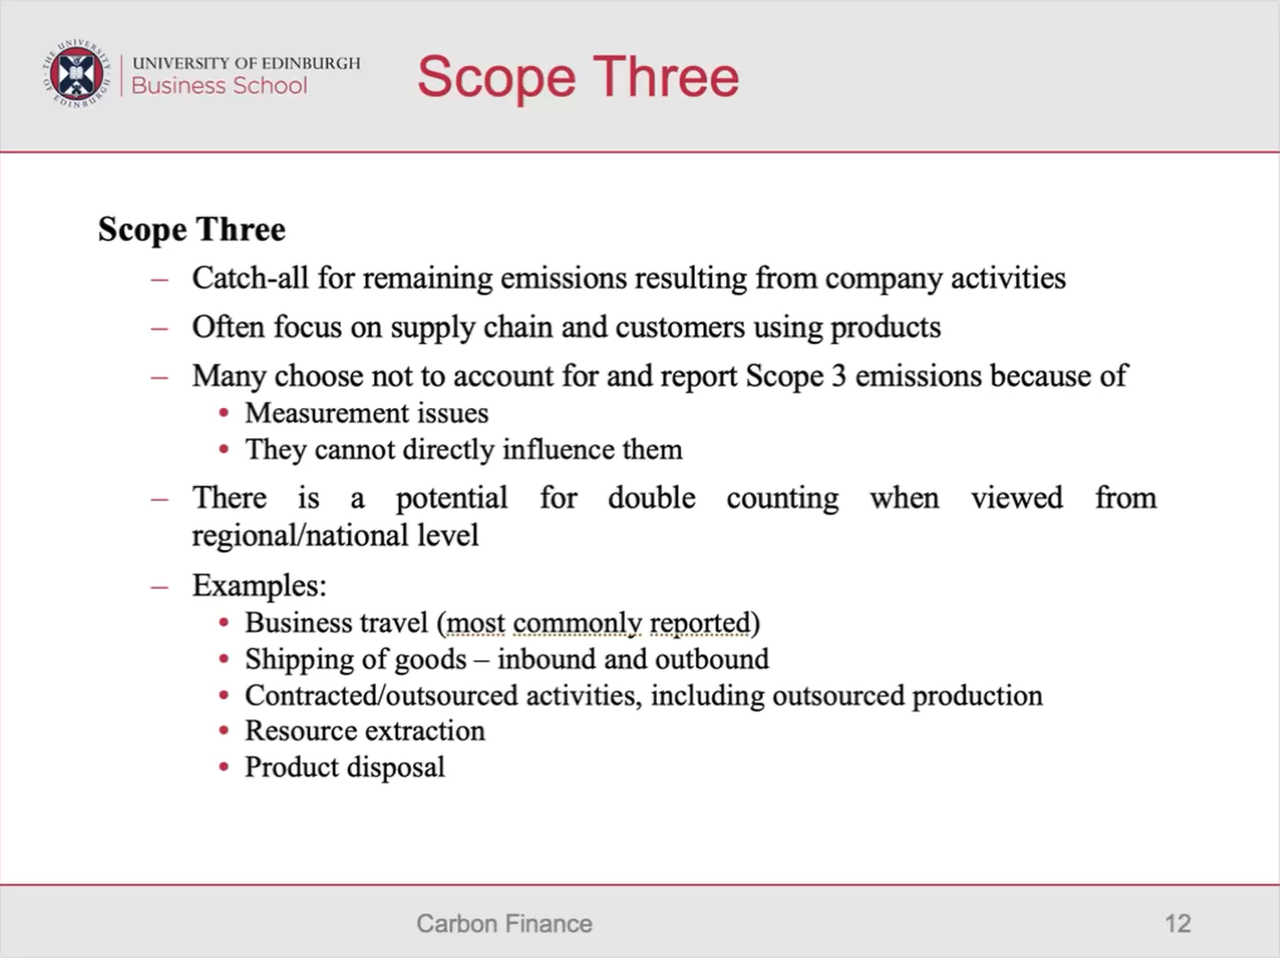 THE UNIVERSITY OF EDINBURGH
UNIVERSITY OF EDINBURGH
Business School
Scope Three
Scope Three
– Catch-all for remaining emissions resulting from company activities
– Often focus on supply chain and customers using products
– Many choose not to account for and report Scope 3 emissions because of
• Measurement issues
• They cannot directly influence them
– There is a potential for double counting when viewed from
regional/national level
– Examples:
• Business travel (most commonly reported)
• Shipping of goods – inbound and outbound
• Contracted/outsourced activities, including outsourced production
• Resource extraction
• Product disposal
Carbon Finance
12